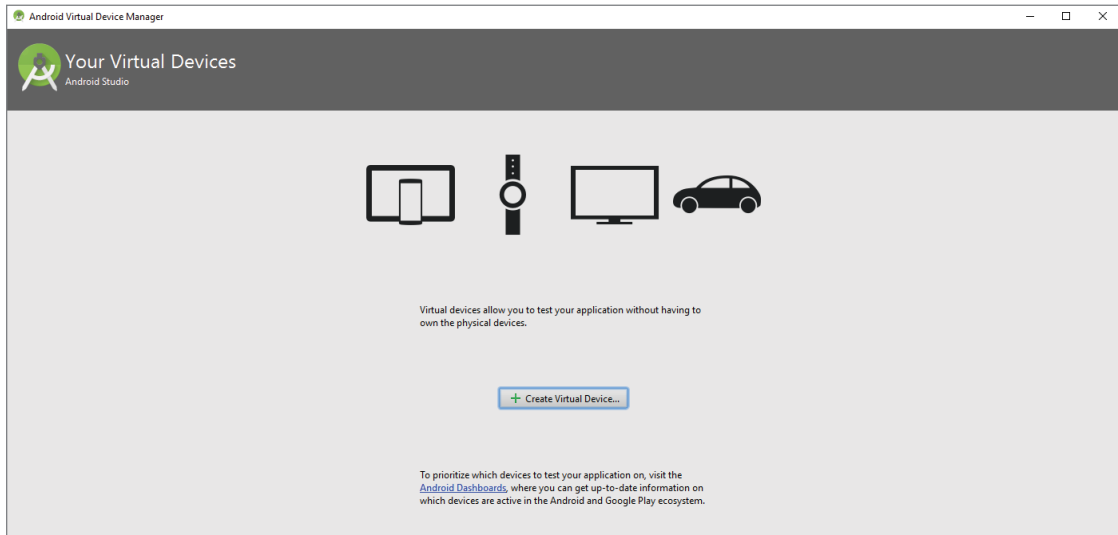 Android Virtual Device Manager
Your Virtual Devices
Android Studio
Virtual devices allow you to test your application without having to
own the physical devices.
Create Virtual Device...
To prioritize which devices to test your application on, visit the
Android Dashboards, where you can get up-to-date information on
which devices are active in the Android and Google Play ecosystem.